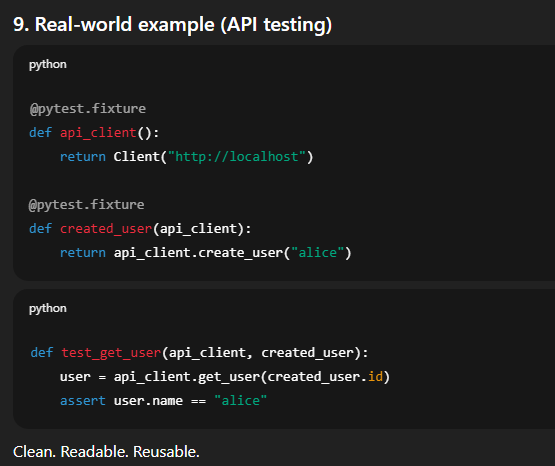 9. Real-world example (API testing)
python
@pytest.fixture
def api_client():
    return Client("http://localhost")
@pytest.fixture
def created_user(api_client):
    return api_client.create_user("alice")
python
def test_get_user(api_client, created_user):
    user = api_client.get_user(created_user.id)
    assert user.name == "alice"
Clean. Readable. Reusable.